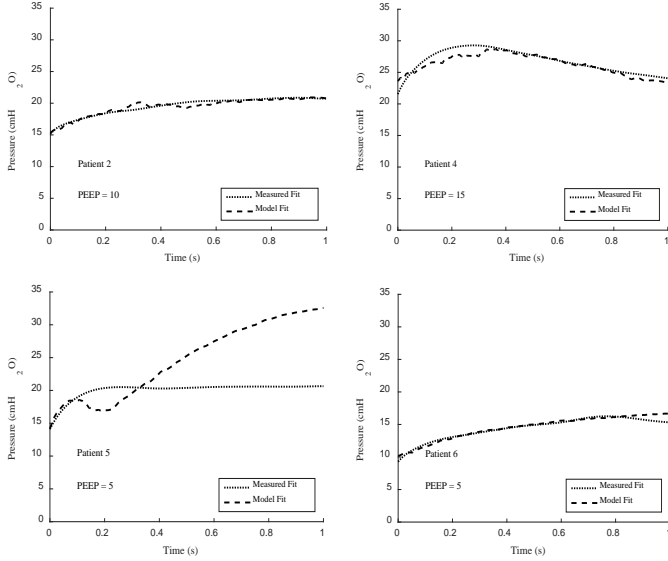 35
30
25
20
15
10
5
0
Pressure (cmH2O)
Patient 2
PEEP = 10
Measured Fit
Model Fit
0 0.2 0.4 0.6 0.8 1
Time (s)
35
30
25
20
15
10
5
0
Pressure (cmH2O)
Patient 4
PEEP = 15
Measured Fit
Model Fit
0 0.2 0.4 0.6 0.8 1
Time (s)
35
30
25
20
15
10
5
0
Pressure (cmH2O)
Patient 5
PEEP = 5
Measured Fit
Model Fit
0 0.2 0.4 0.6 0.8 1
Time (s)
35
30
25
20
15
10
5
0
Pressure (cmH2O)
Patient 6
PEEP = 5
Measured Fit
Model Fit
0 0.2 0.4 0.6 0.8 1
Time (s)